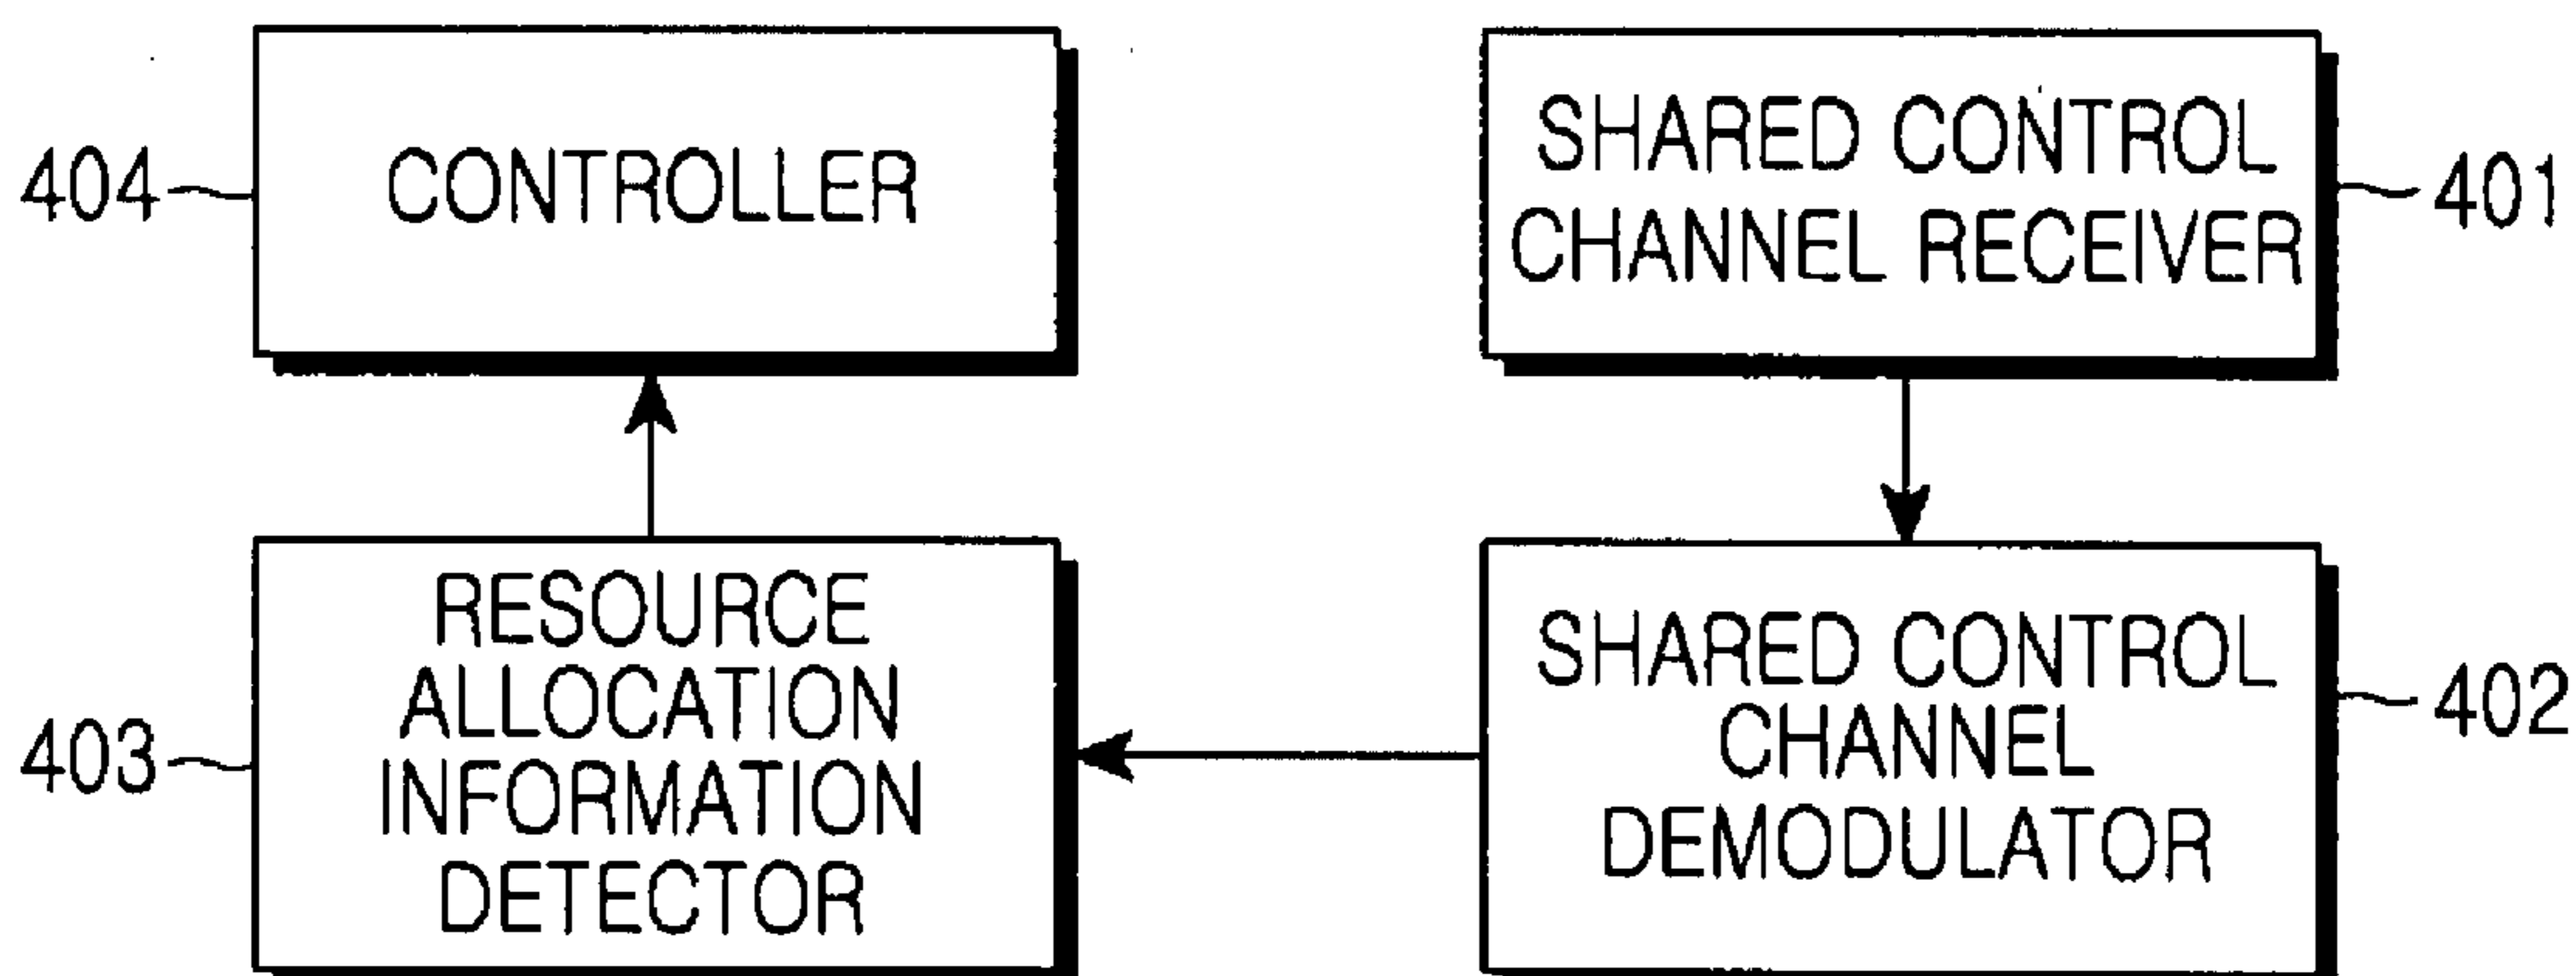 404
CONTROLLER
SHARED CONTROL
CHANNEL RECEIVER
401
403
RESOURCE
ALLOCATION
INFORMATION
DETECTOR
SHARED CONTROL
CHANNEL
DEMODULATOR
402